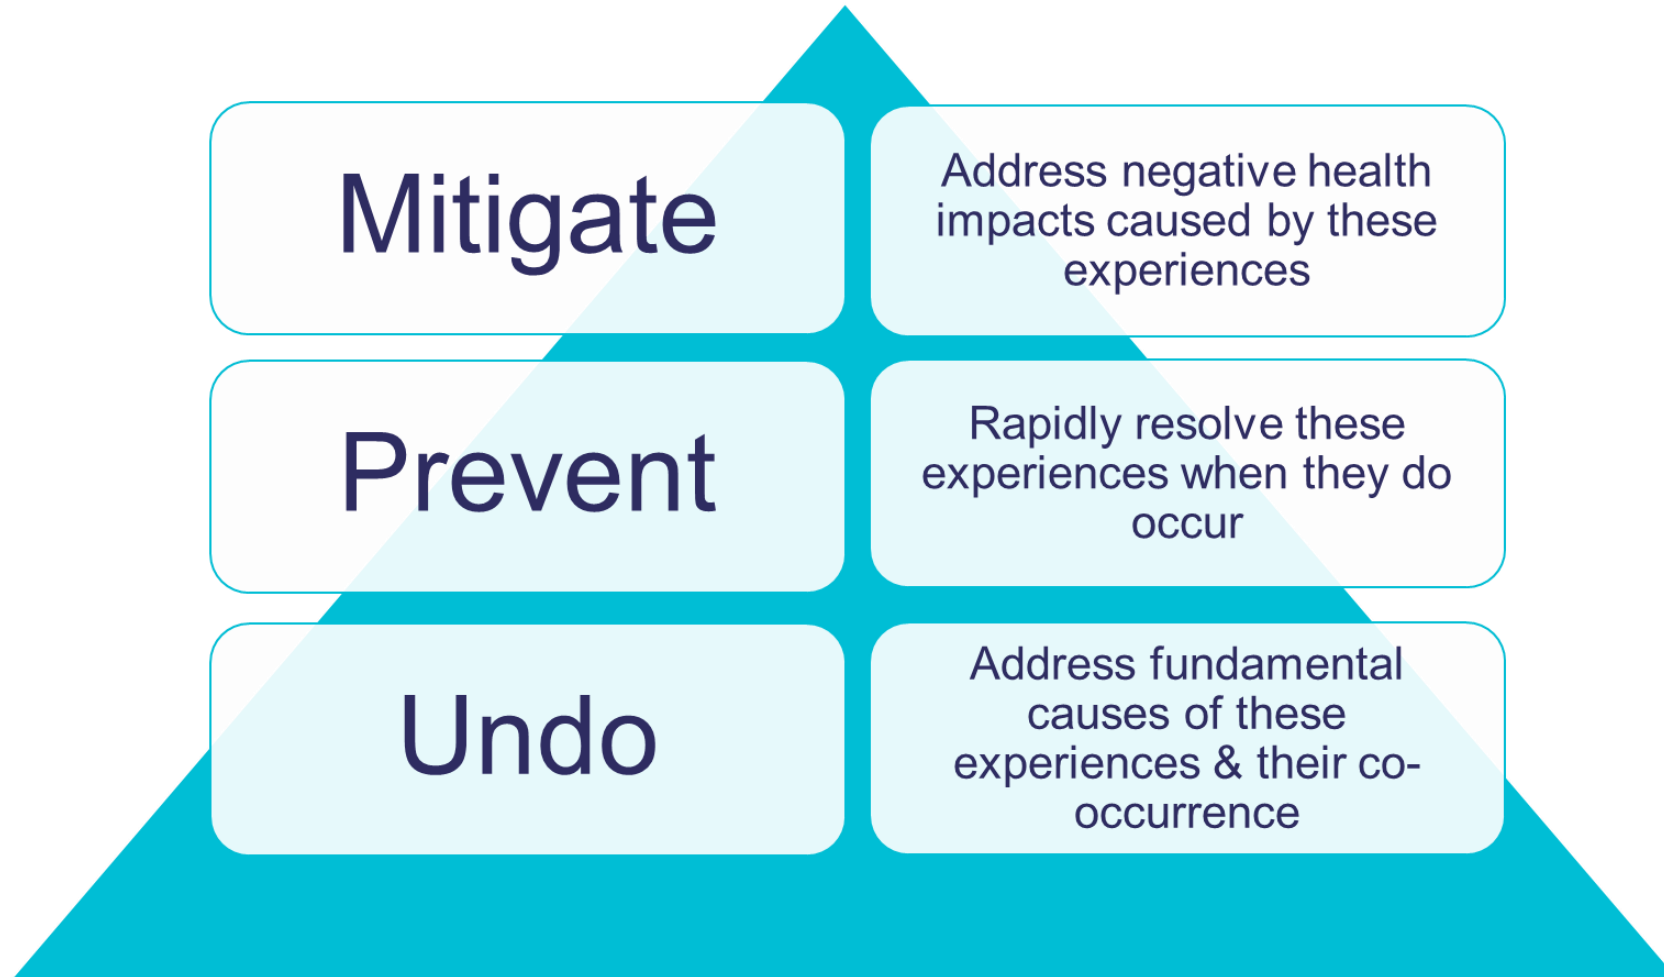 Mitigate
Address negative health
impacts caused by these
experiences
Prevent
Rapidly resolve these
experiences when they do
occur
Undo
Address fundamental
causes of these
experiences & their co-
occurrence